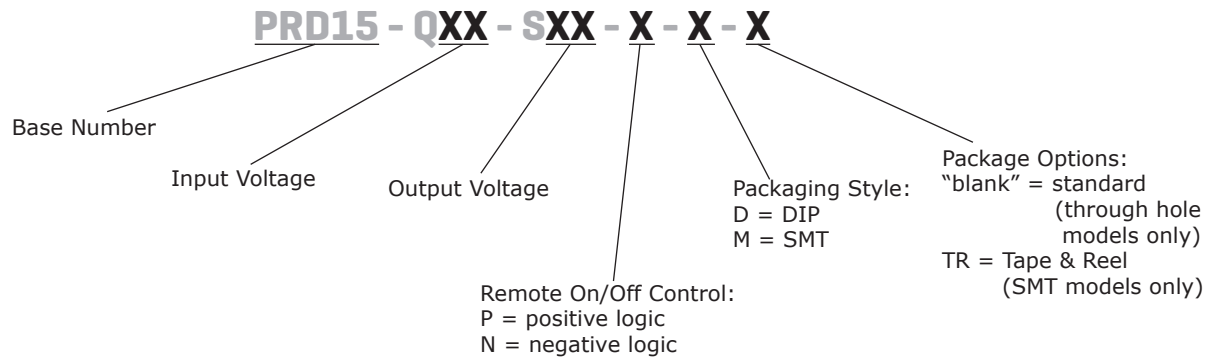 PRD15 - QXX - SXX - X - X - X
Base Number
Input Voltage
Output Voltage
Remote On/Off Control:
P = positive logic
N = negative logic
Packaging Style:
D = DIP
M = SMT
Package Options:
“blank” = standard
(through hole
models only)
TR = Tape & Reel
(SMT models only)